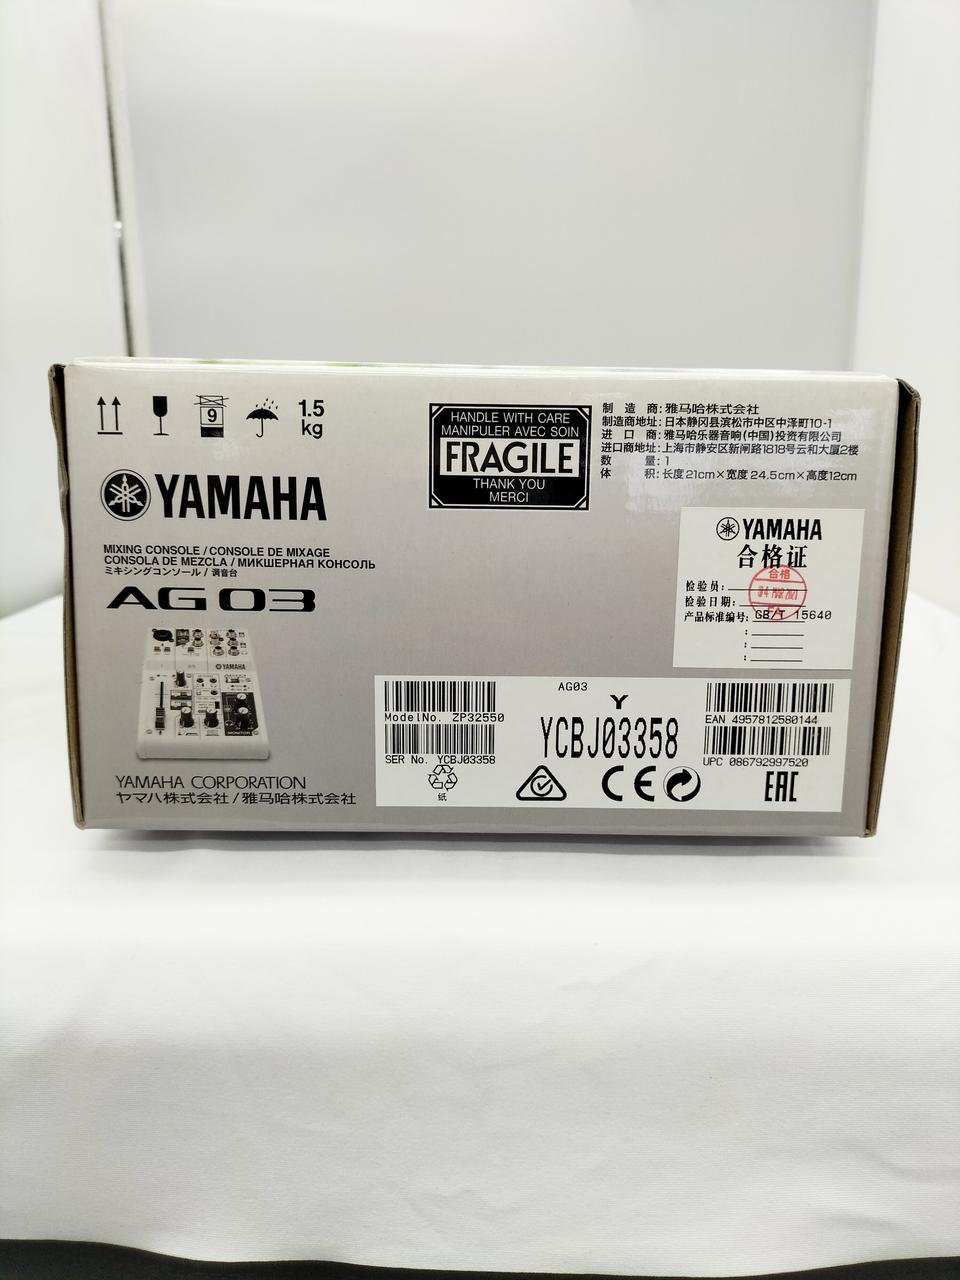 9
1.5
kg
YAMAHA
MIXING CONSOLE / CONSOLE DE MIXAGE
CONSOLA DE MEZCLA / МИКШЕРНАЯ КОНСОЛЬ
ミキシングコンソール / 调音台
AG 03
YAMAHA
MONITOR
YAMAHA CORPORATION
ヤマハ株式会社 / 雅马哈株式会社
HANDLE WITH CARE
MANIPULER AVEC SOIN
FRAGILE
THANK YOU
MERCI
制造商: 雅马哈株式会社
制造商地址: 日本静冈县滨松市中区中泽町10-1
进口商: 雅马哈乐器音响(中国)投资有限公司
进口商地址: 上海市静安区新闸路1818号云和大厦2楼
数量: 1
体积: 长度21cm×宽度24.5cm×高度12cm
YAMAHA
合格证
检验员:
合格
检验日期:
产品标准编号: GB/T 15640
:
:
AG03
Y
YCBJ03358
ModelNo. ZP32550
SER No. YCBJ03358
纸
CE
EAN 4957812580144
UPC 086792997520
EAC